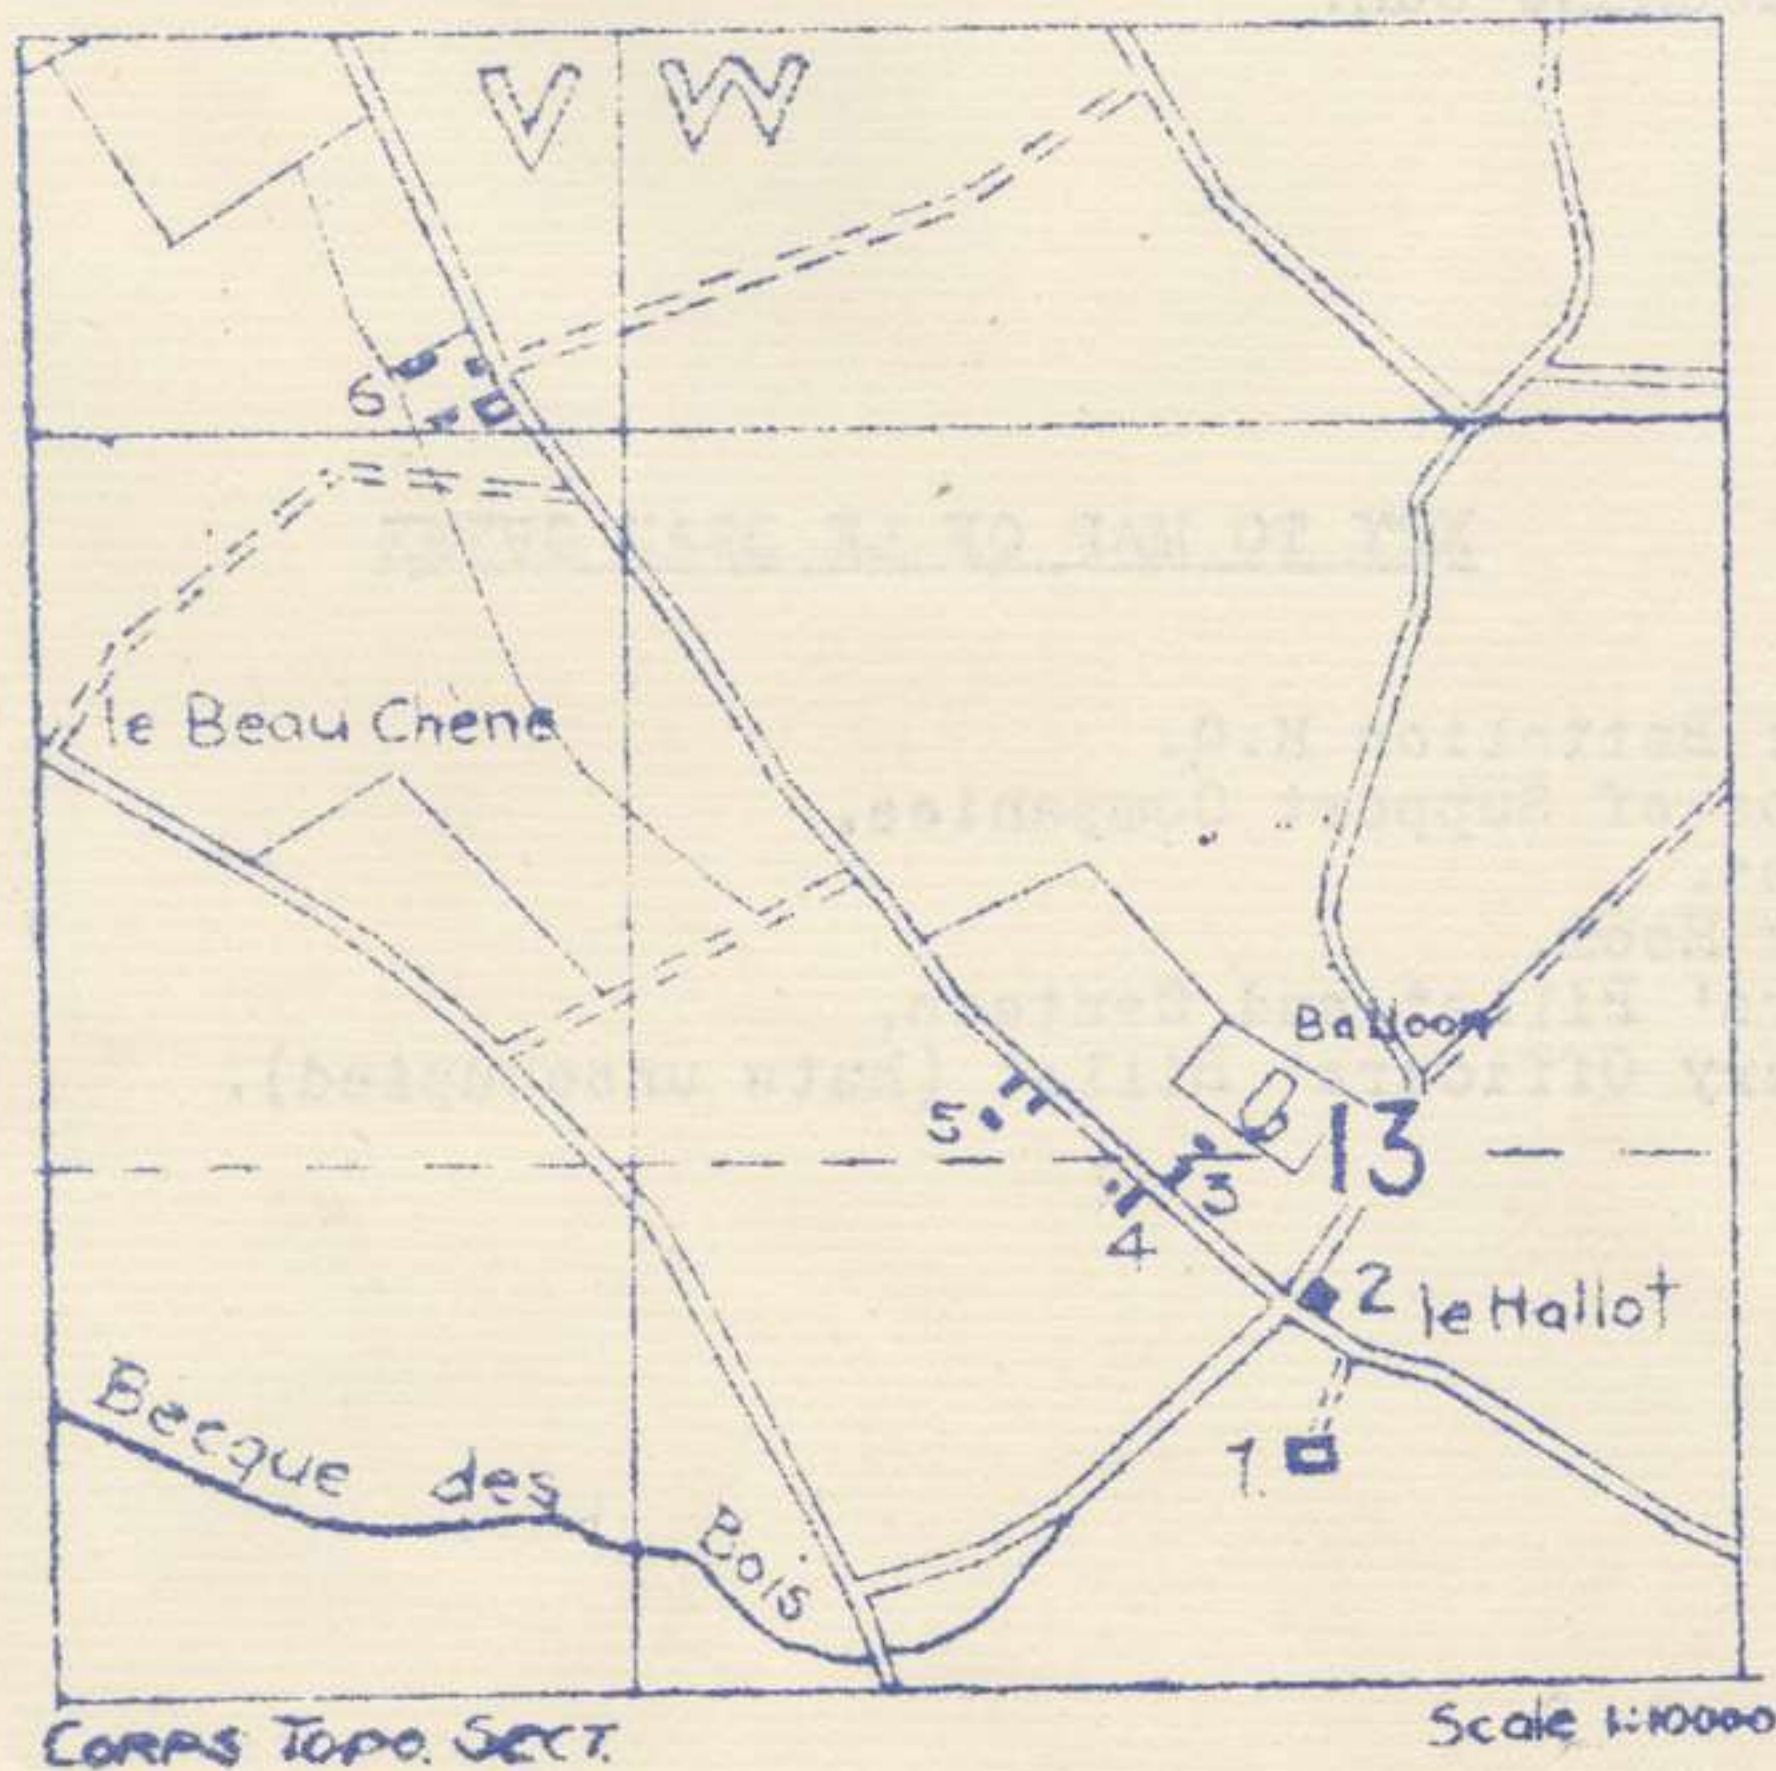 V W
6
le Beau Chene
Balloon
5
13
3
4
2 le Hallot
Becque des Bois
1.
CORPS TOPO. SECT.
Scale 1:10000